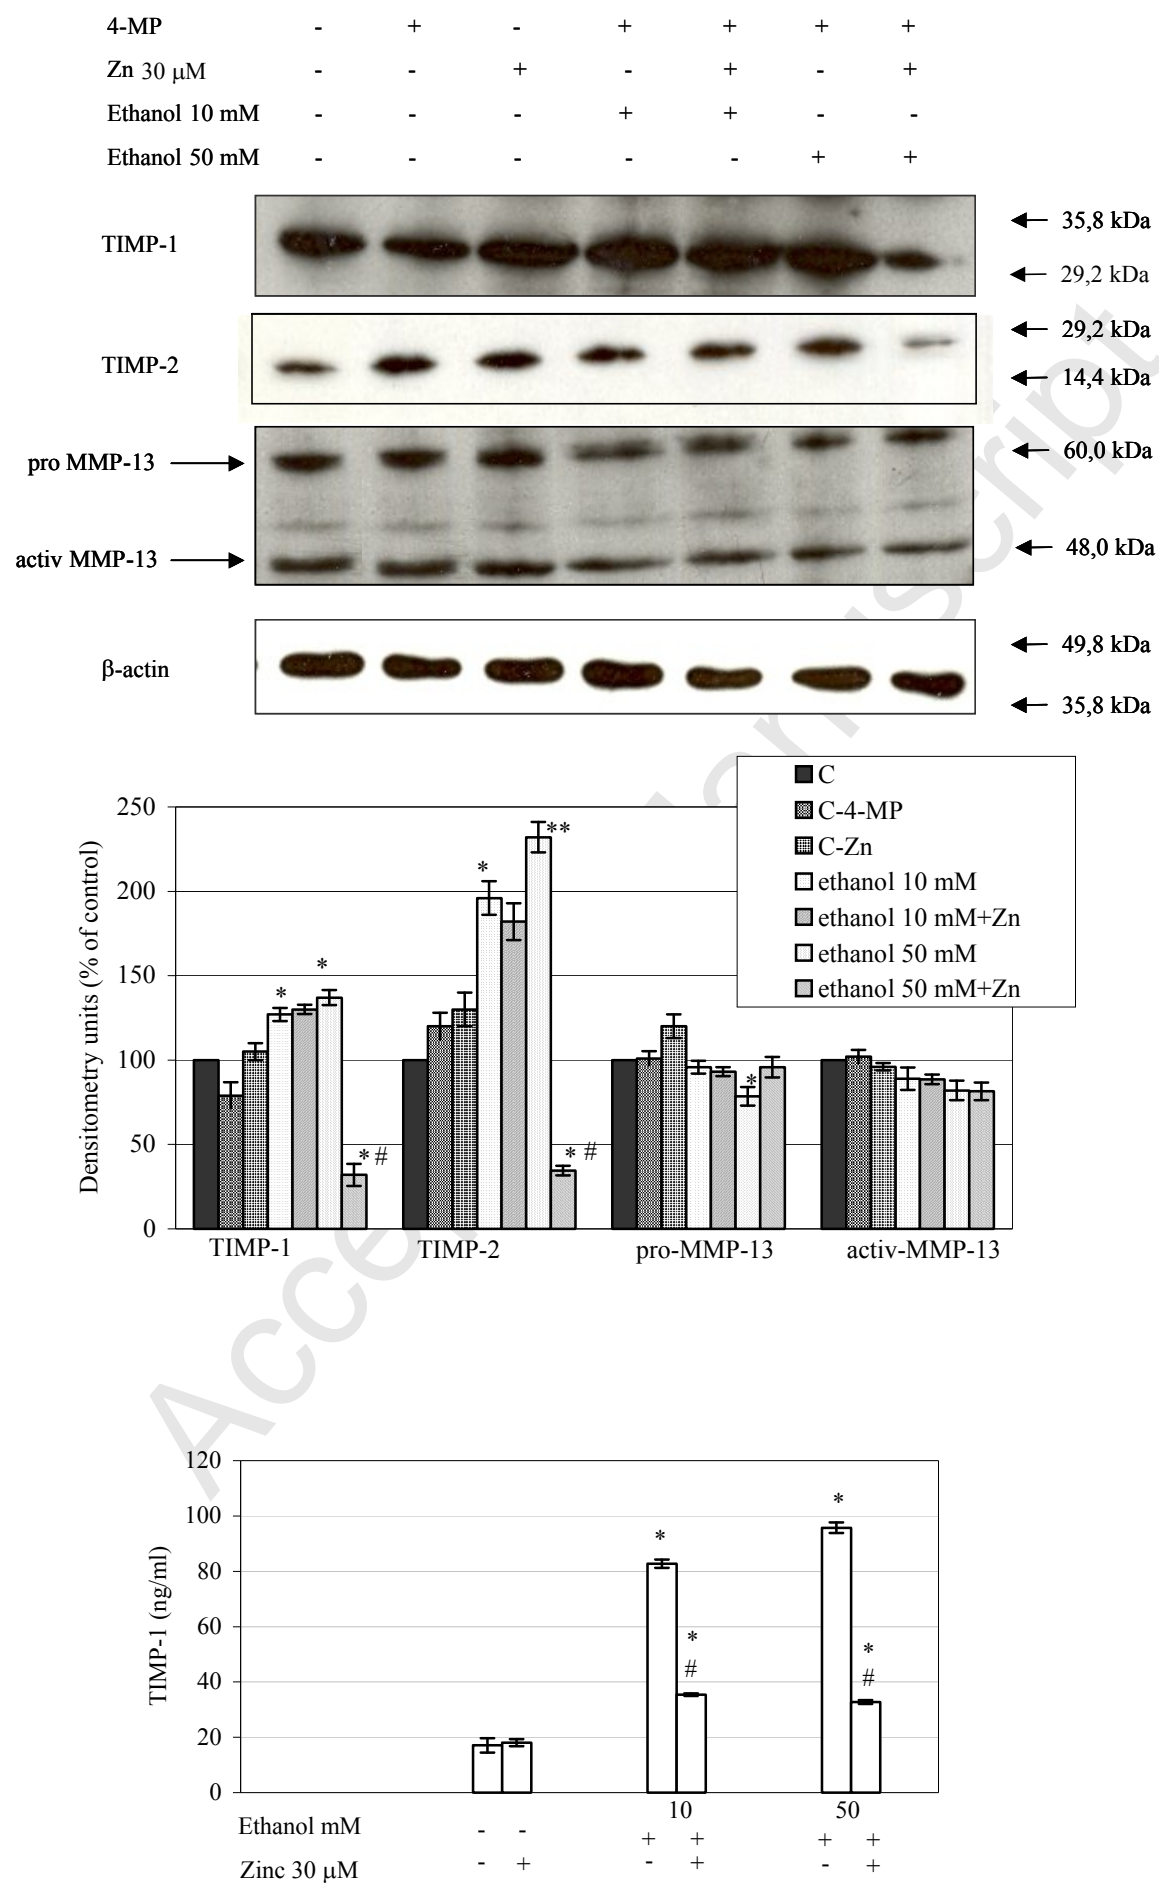 4-MP - + - + + + +
Zn 30 μM - - + - + - +
Ethanol 10 mM - - - + + - -
Ethanol 50 mM - - - - - + +
TIMP-1
35,8 kDa
29,2 kDa
TIMP-2
29,2 kDa
14,4 kDa
pro MMP-13
60,0 kDa
activ MMP-13
48,0 kDa
β-actin
49,8 kDa
35,8 kDa
C
C-4-MP
C-Zn
ethanol 10 mM
ethanol 10 mM+Zn
ethanol 50 mM
ethanol 50 mM+Zn
Densitometry units (% of control)
250
200
150
100
50
0
* * * #
* ** * #
*
TIMP-1 TIMP-2 pro-MMP-13 activ-MMP-13
TIMP-1 (ng/ml)
120
100
80
60
40
20
0
* * #
* * #
10 50
Ethanol mM - - + + + +
Zinc 30 μM - + - + - +